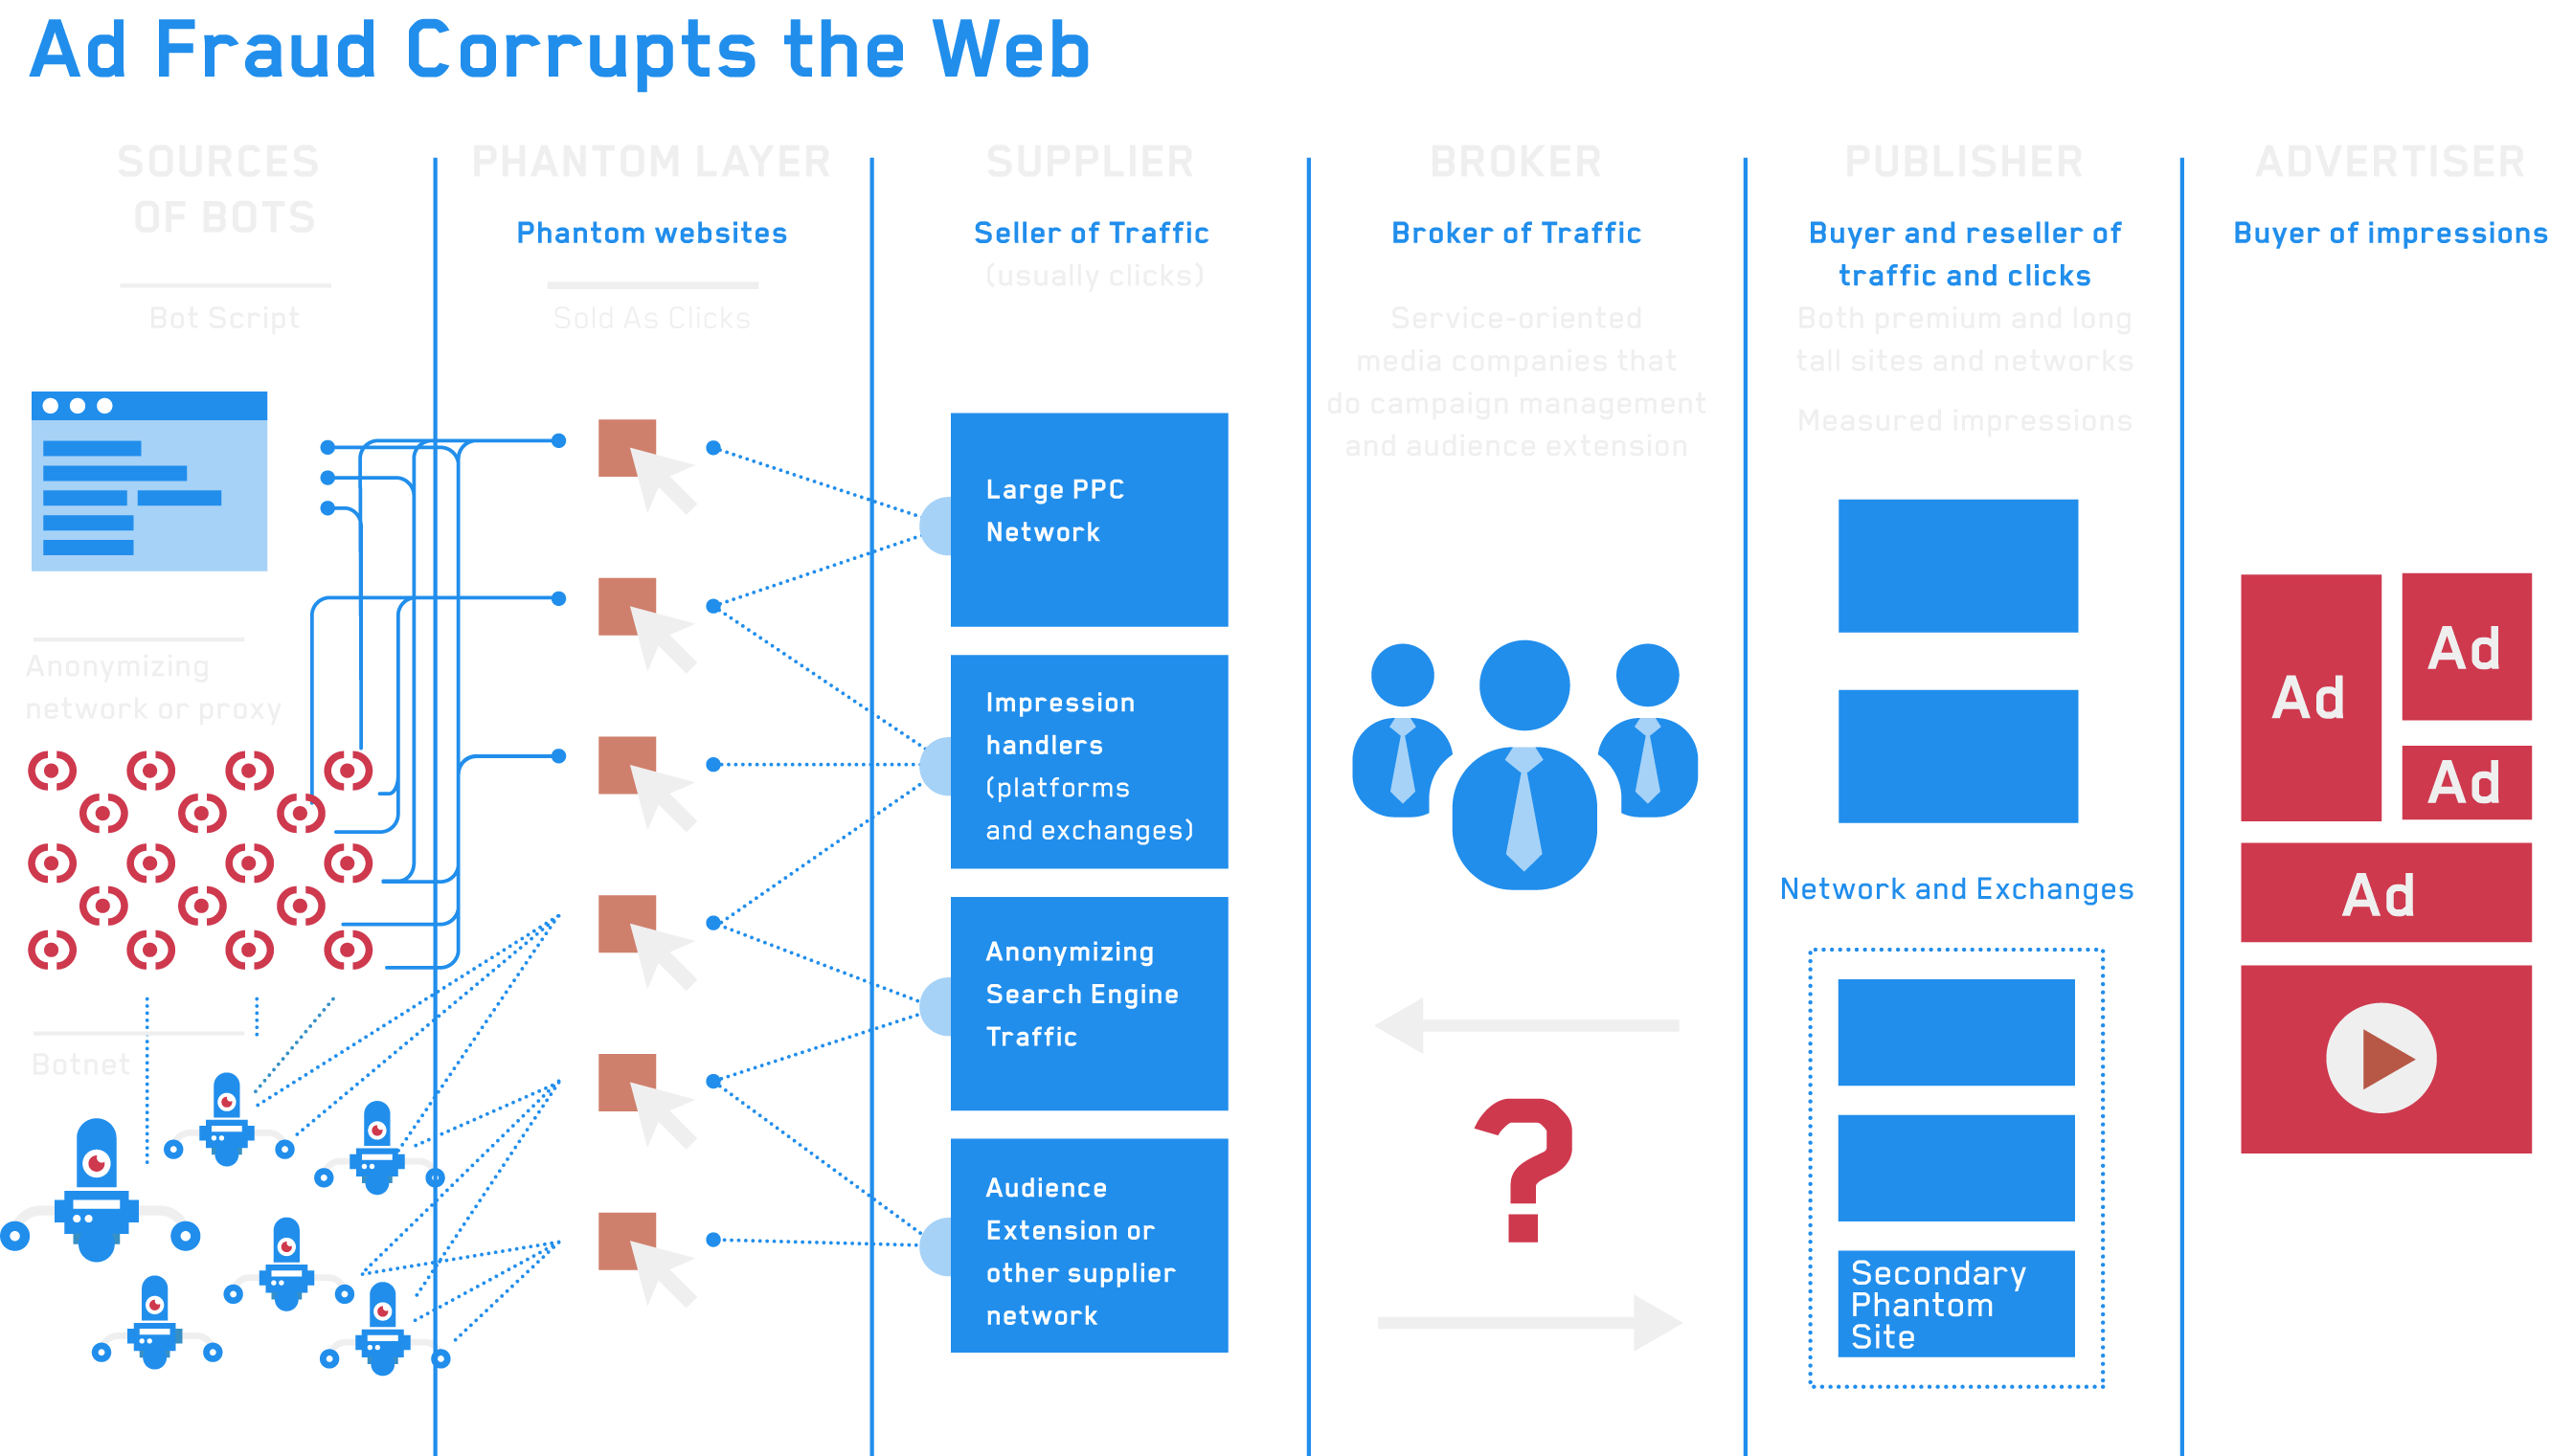 Ad Fraud Corrupts the Web
SOURCES
OF BOTS
Bot Script
Anonymizing
network or proxy
Botnet
PHANTOM LAYER
Phantom websites
Sold As Clicks
SUPPLIER
Seller of Traffic
(usually clicks)
Large PPC
Network
Impression
handlers
(platforms
and exchanges)
Anonymizing
Search Engine
Traffic
Audience
Extension or
other supplier
network
BROKER
Broker of Traffic
Service-oriented
media companies that
do campaign management
and audience extension
?
PUBLISHER
Buyer and reseller of
traffic and clicks
Both premium and long
tall sites and networks
Measured impressions
Network and Exchanges
Secondary
Phantom
Site
ADVERTISER
Buyer of impressions
Ad
Ad
Ad
Ad